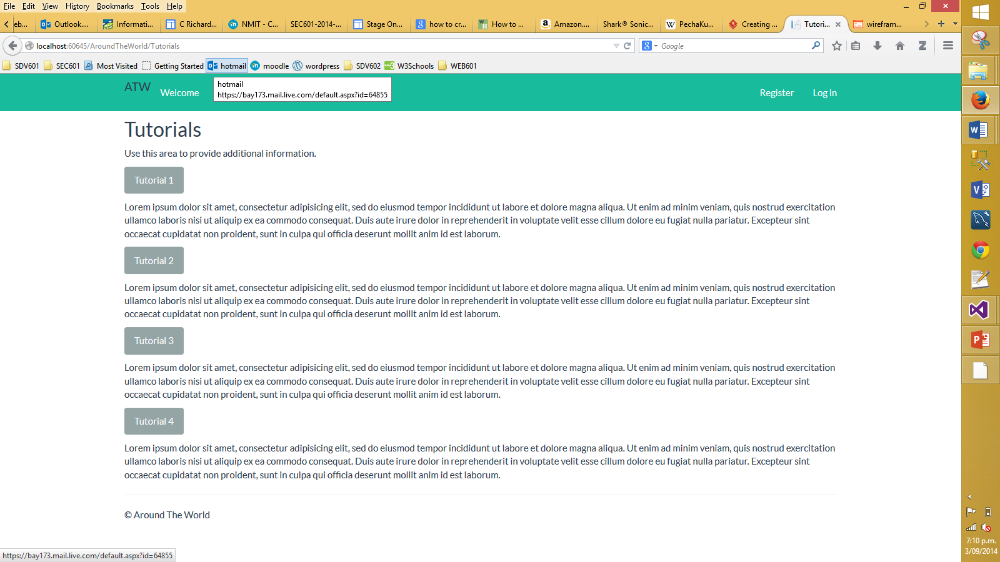 File Edit View History Bookmarks Tools Help
eb... Outlook.... Informati... C Richard... NMIT - C... SEC601-2014-... Stage On... how to cr... How to ... Amazon.... Shark® Sonic... PechaKu... Creating ... Tutori... wirefram...
localhost:60645/AroundTheWorld/Tutorials Google
SDV601 SEC601 Most Visited Getting Started hotmail moodle wordpress SDV602 W3Schools WEB601
ATW Welcome Register Log in
hotmail
https://bay173.mail.live.com/default.aspx?id=64855
Tutorials
Use this area to provide additional information.
Tutorial 1
Lorem ipsum dolor sit amet, consectetur adipisicing elit, sed do eiusmod tempor incididunt ut labore et dolore magna aliqua. Ut enim ad minim veniam, quis nostrud exercitation
ullamco laboris nisi ut aliquip ex ea commodo consequat. Duis aute irure dolor in reprehenderit in voluptate velit esse cillum dolore eu fugiat nulla pariatur. Excepteur sint
occaecat cupidatat non proident, sunt in culpa qui officia deserunt mollit anim id est laborum.
Tutorial 2
Lorem ipsum dolor sit amet, consectetur adipisicing elit, sed do eiusmod tempor incididunt ut labore et dolore magna aliqua. Ut enim ad minim veniam, quis nostrud exercitation
ullamco laboris nisi ut aliquip ex ea commodo consequat. Duis aute irure dolor in reprehenderit in voluptate velit esse cillum dolore eu fugiat nulla pariatur. Excepteur sint
occaecat cupidatat non proident, sunt in culpa qui officia deserunt mollit anim id est laborum.
Tutorial 3
Lorem ipsum dolor sit amet, consectetur adipisicing elit, sed do eiusmod tempor incididunt ut labore et dolore magna aliqua. Ut enim ad minim veniam, quis nostrud exercitation
ullamco laboris nisi ut aliquip ex ea commodo consequat. Duis aute irure dolor in reprehenderit in voluptate velit esse cillum dolore eu fugiat nulla pariatur. Excepteur sint
occaecat cupidatat non proident, sunt in culpa qui officia deserunt mollit anim id est laborum.
Tutorial 4
Lorem ipsum dolor sit amet, consectetur adipisicing elit, sed do eiusmod tempor incididunt ut labore et dolore magna aliqua. Ut enim ad minim veniam, quis nostrud exercitation
ullamco laboris nisi ut aliquip ex ea commodo consequat. Duis aute irure dolor in reprehenderit in voluptate velit esse cillum dolore eu fugiat nulla pariatur. Excepteur sint
occaecat cupidatat non proident, sunt in culpa qui officia deserunt mollit anim id est laborum.
© Around The World
https://bay173.mail.live.com/default.aspx?id=64855
7:10 p.m.
3/09/2014